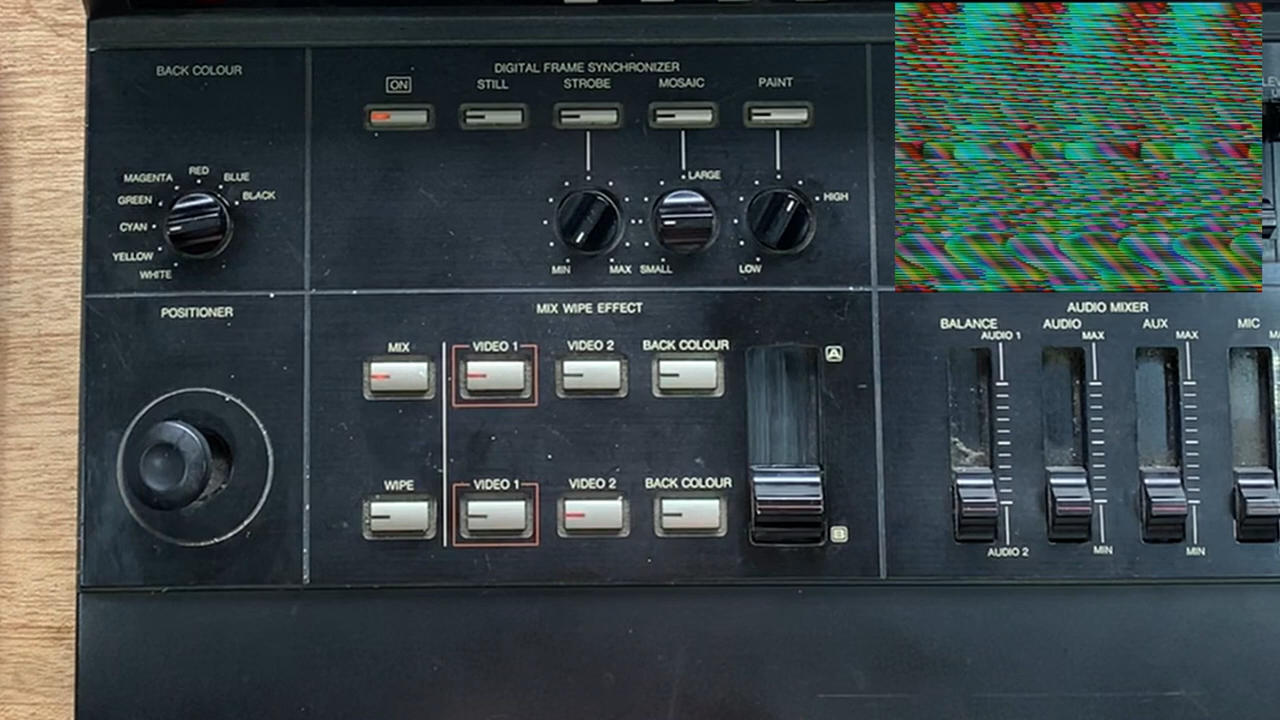 BACK COLOUR
MAGENTA
RED
BLUE
GREEN
BLACK
CYAN
YELLOW
WHITE
DIGITAL FRAME SYNCHRONIZER
ON
STILL
STROBE
MOSAIC
PAINT
LARGE
HIGH
MIN
MAX
SMALL
LOW
POSITIONER
MIX WIPE EFFECT
MIX
VIDEO 1
VIDEO 2
BACK COLOUR
A
WIPE
VIDEO 1
VIDEO 2
BACK COLOUR
B
AUDIO MIXER
BALANCE
AUDIO
AUX
MIC
AUDIO 1
MAX
MAX
AUDIO 2
MIN
MIN